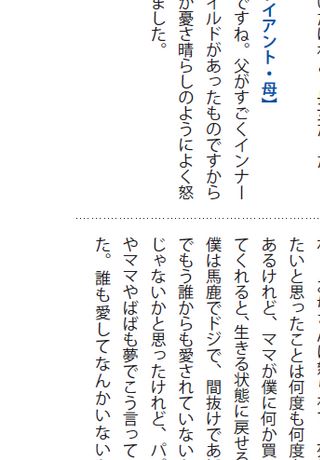 イアント・母】
ですね。父がすごくインナー
イルドがあったものですから
が憂さ晴らしのようによく怒
ました。
たいと思ったことは何度も何度
あるけれど、ママが僕に何か買
てくれると、生きる状態に戻せる
僕は馬鹿でドジで、間抜けであ
でもう誰からも愛されていない
じゃないかと思ったけれど、パ
やママやばばも夢でこう言って
た。誰も愛してなんかいない